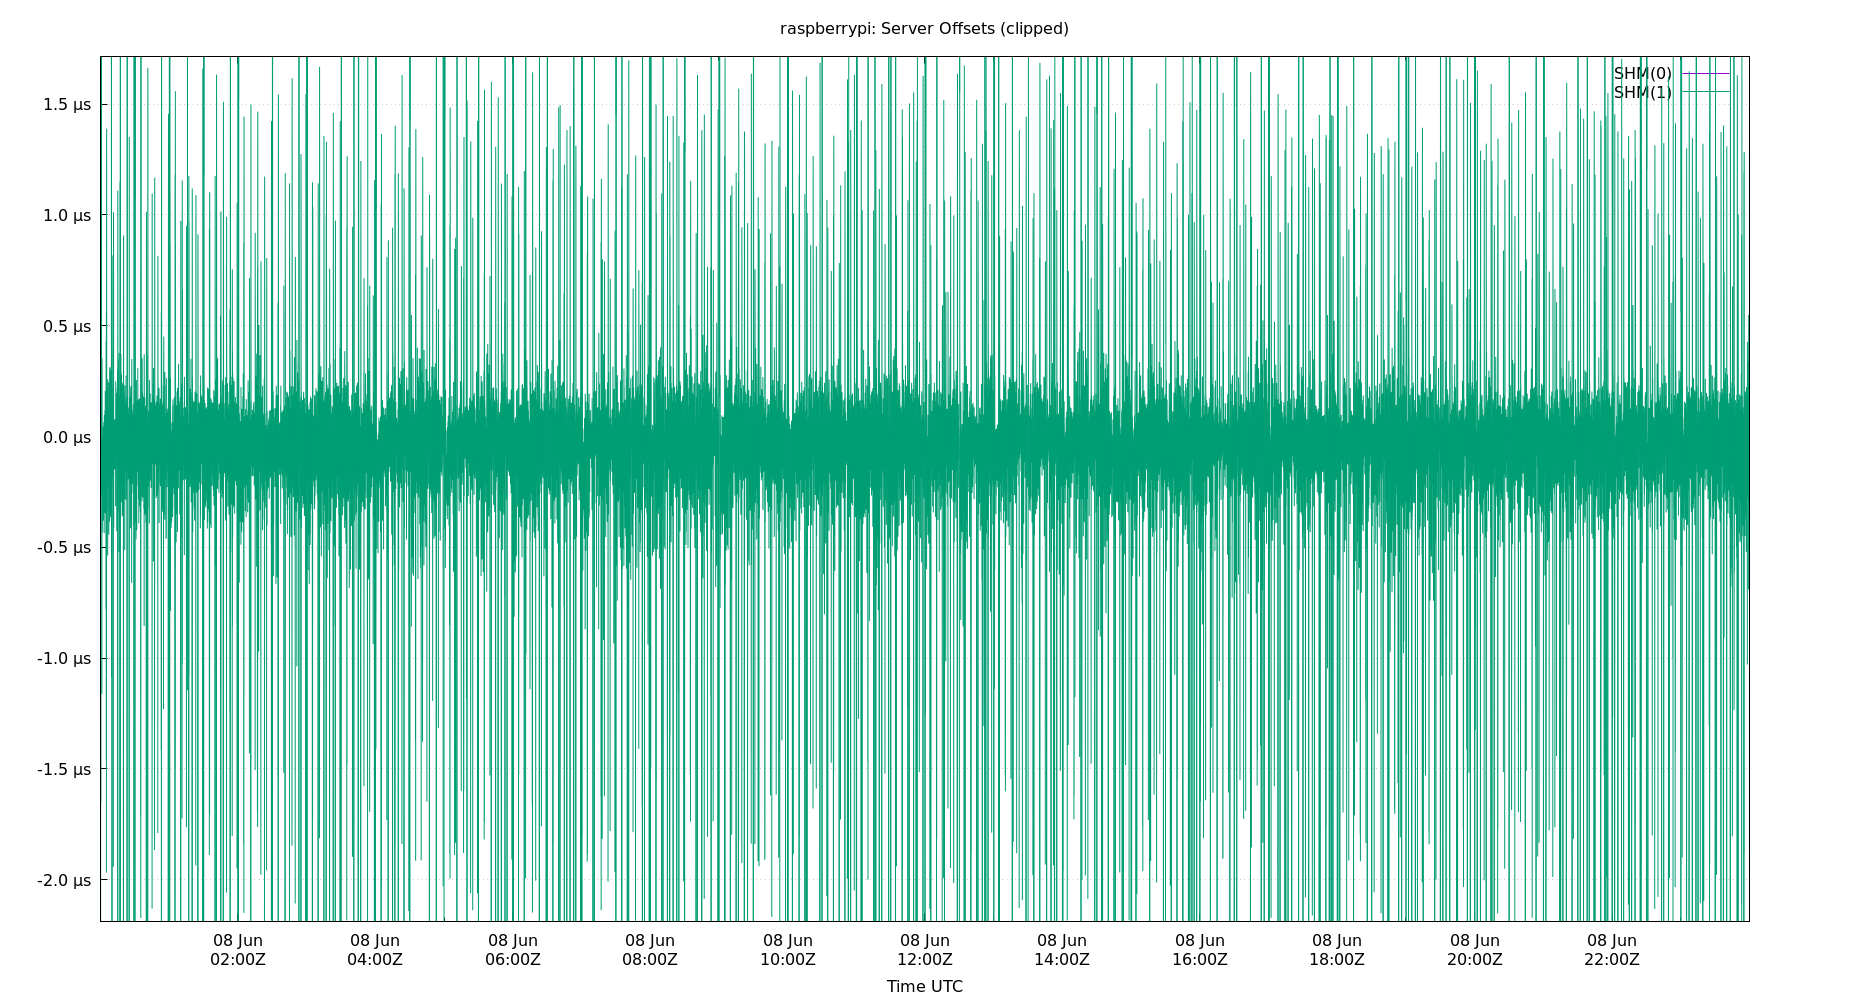 raspberrypi: Server Offsets (clipped)
SHM(0)
SHM(1)
1.5 µs
1.0 µs
0.5 µs
0.0 µs
-0.5 µs
-1.0 µs
-1.5 µs
-2.0 µs
08 Jun 08 Jun 08 Jun 08 Jun 08 Jun 08 Jun 08 Jun 08 Jun 08 Jun 08 Jun 08 Jun
02:00Z 04:00Z 06:00Z 08:00Z 10:00Z 12:00Z 14:00Z 16:00Z 18:00Z 20:00Z 22:00Z
Time UTC